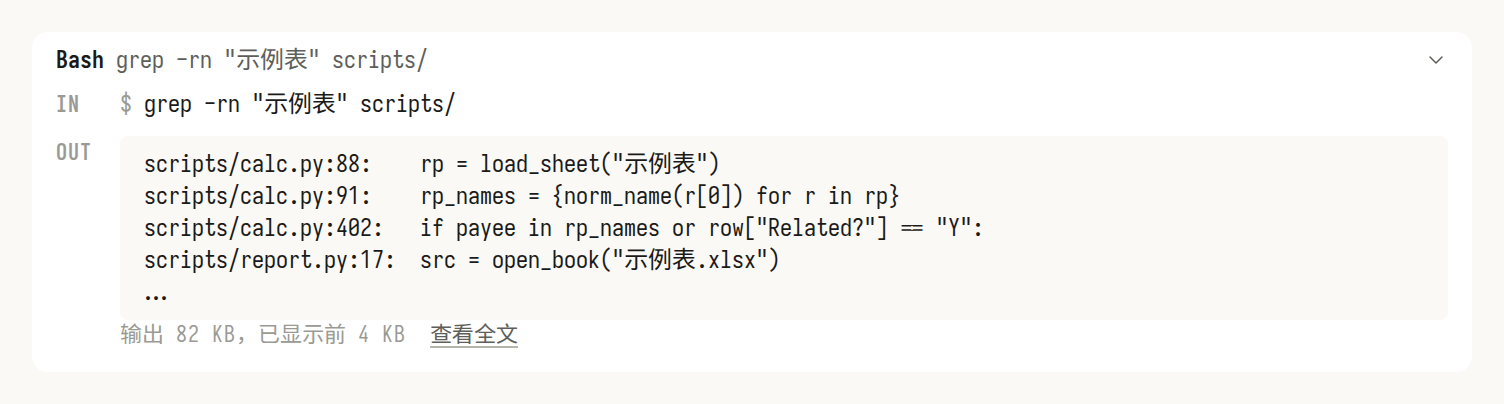 Bash grep -rn "示例表" scripts/
IN $ grep -rn "示例表" scripts/
OUT
scripts/calc.py:88:    rp = load_sheet("示例表")
scripts/calc.py:91:    rp_names = {norm_name(r[0]) for r in rp}
scripts/calc.py:402:   if payee in rp_names or row["Related?"] == "Y":
scripts/report.py:17:  src = open_book("示例表.xlsx")
...
输出 82 KB，已显示前 4 KB 查看全文